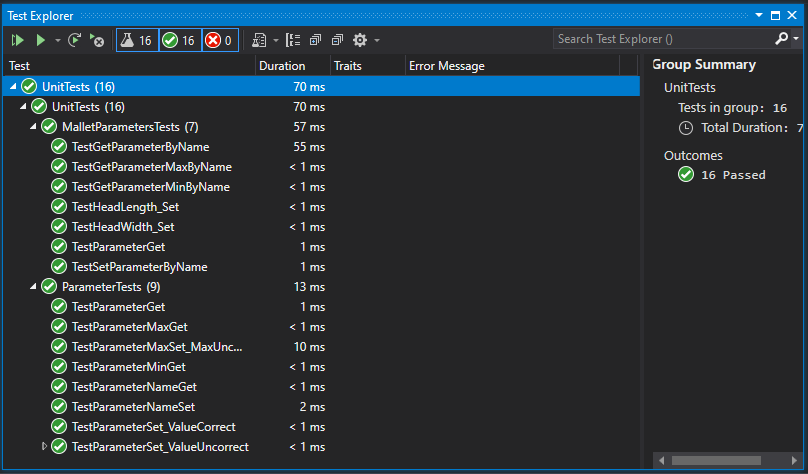 Test Explorer
16 16 0
Search Test Explorer ()
Test Duration Traits Error Message
UnitTests (16) 70 ms
UnitTests (16) 70 ms
MalletParametersTests (7) 57 ms
TestGetParameterByName 55 ms
TestGetParameterMaxByName < 1 ms
TestGetParameterMinByName < 1 ms
TestHeadLength_Set < 1 ms
TestHeadWidth_Set < 1 ms
TestParameterGet 1 ms
TestSetParameterByName 1 ms
ParameterTests (9) 13 ms
TestParameterGet 1 ms
TestParameterMaxGet < 1 ms
TestParameterMaxSet_MaxUnc... 10 ms
TestParameterMinGet < 1 ms
TestParameterNameGet < 1 ms
TestParameterNameSet 2 ms
TestParameterSet_ValueCorrect < 1 ms
TestParameterSet_ValueUncorrect < 1 ms
Group Summary
UnitTests
Tests in group: 16
Total Duration: 7
Outcomes
16 Passed